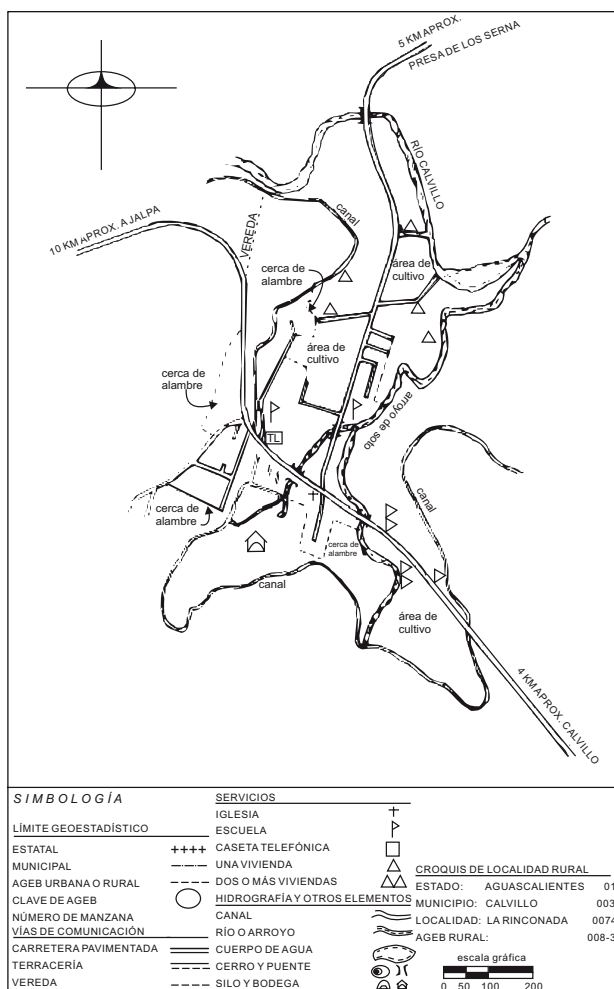 5 KM APROX.
PRESA DE LOS SERNA
RÍO CALVILLO
canal
VEREDA
10 KM APROX. A JALPA
cerca de
alambre
área de
cultivo
área de
cultivo
cerca de
alambre
arroyo de soto
TL
canal
cerca de
alambre
cerca de
alambre
canal
área de
cultivo
4 KM APROX. CALVILLO
SIMBOLOGÍA
LÍMITE GEOESTADÍSTICO
ESTATAL
MUNICIPAL
AGEB URBANA O RURAL
CLAVE DE AGEB
NÚMERO DE MANZANA
VÍAS DE COMUNICACIÓN
CARRETERA PAVIMENTADA
TERRACERÍA
VEREDA
SERVICIOS
IGLESIA
ESCUELA
CASETA TELEFÓNICA
UNA VIVIENDA
DOS O MÁS VIVIENDAS
HIDROGRAFÍA Y OTROS ELEMENTOS
CANAL
RÍO O ARROYO
CUERPO DE AGUA
CERRO Y PUENTE
SILO Y BODEGA
CROQUIS DE LOCALIDAD RURAL
ESTADO: AGUASCALIENTES 01
MUNICIPIO: CALVILLO 003
LOCALIDAD: LA RINCONADA 0074
AGEB RURAL: 008-3
escala gráfica
0 50 100 200